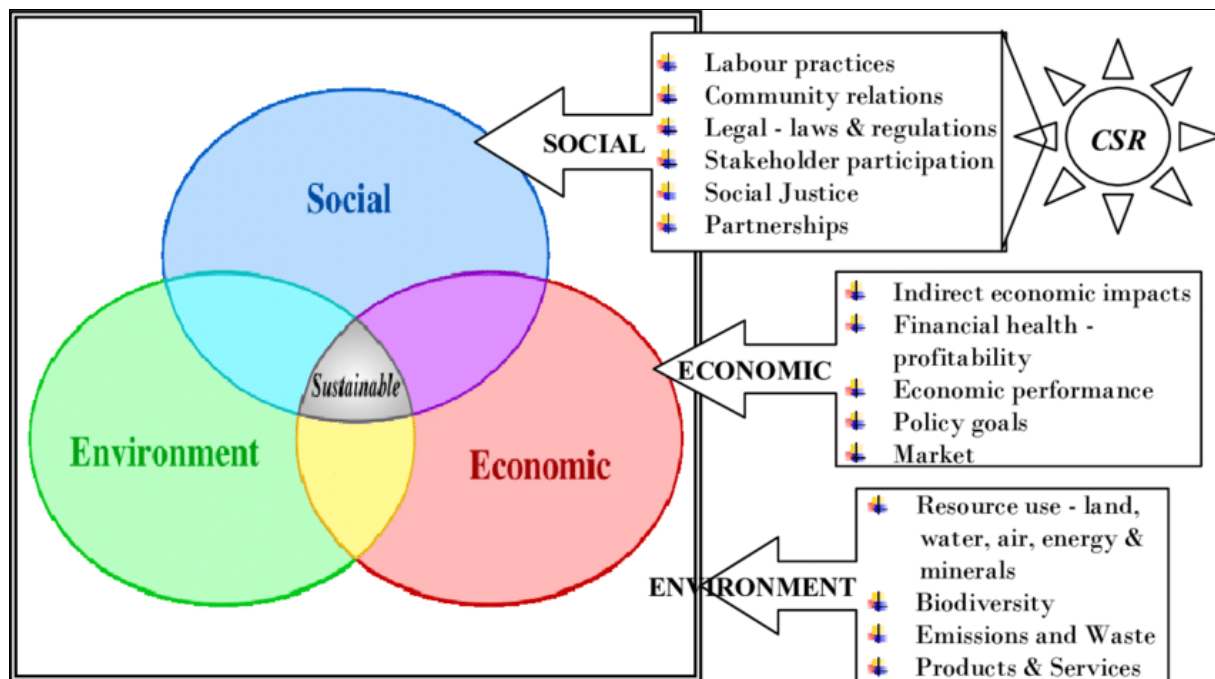 Social
Environment
Economic
Sustainable
SOCIAL
Labour practices
Community relations
Legal - laws & regulations
Stakeholder participation
Social Justice
Partnerships
CSR
ECONOMIC
Indirect economic impacts
Financial health -
profitability
Economic performance
Policy goals
Market
ENVIRONMENT
Resource use - land,
water, air, energy &
minerals
Biodiversity
Emissions and Waste
Products & Services